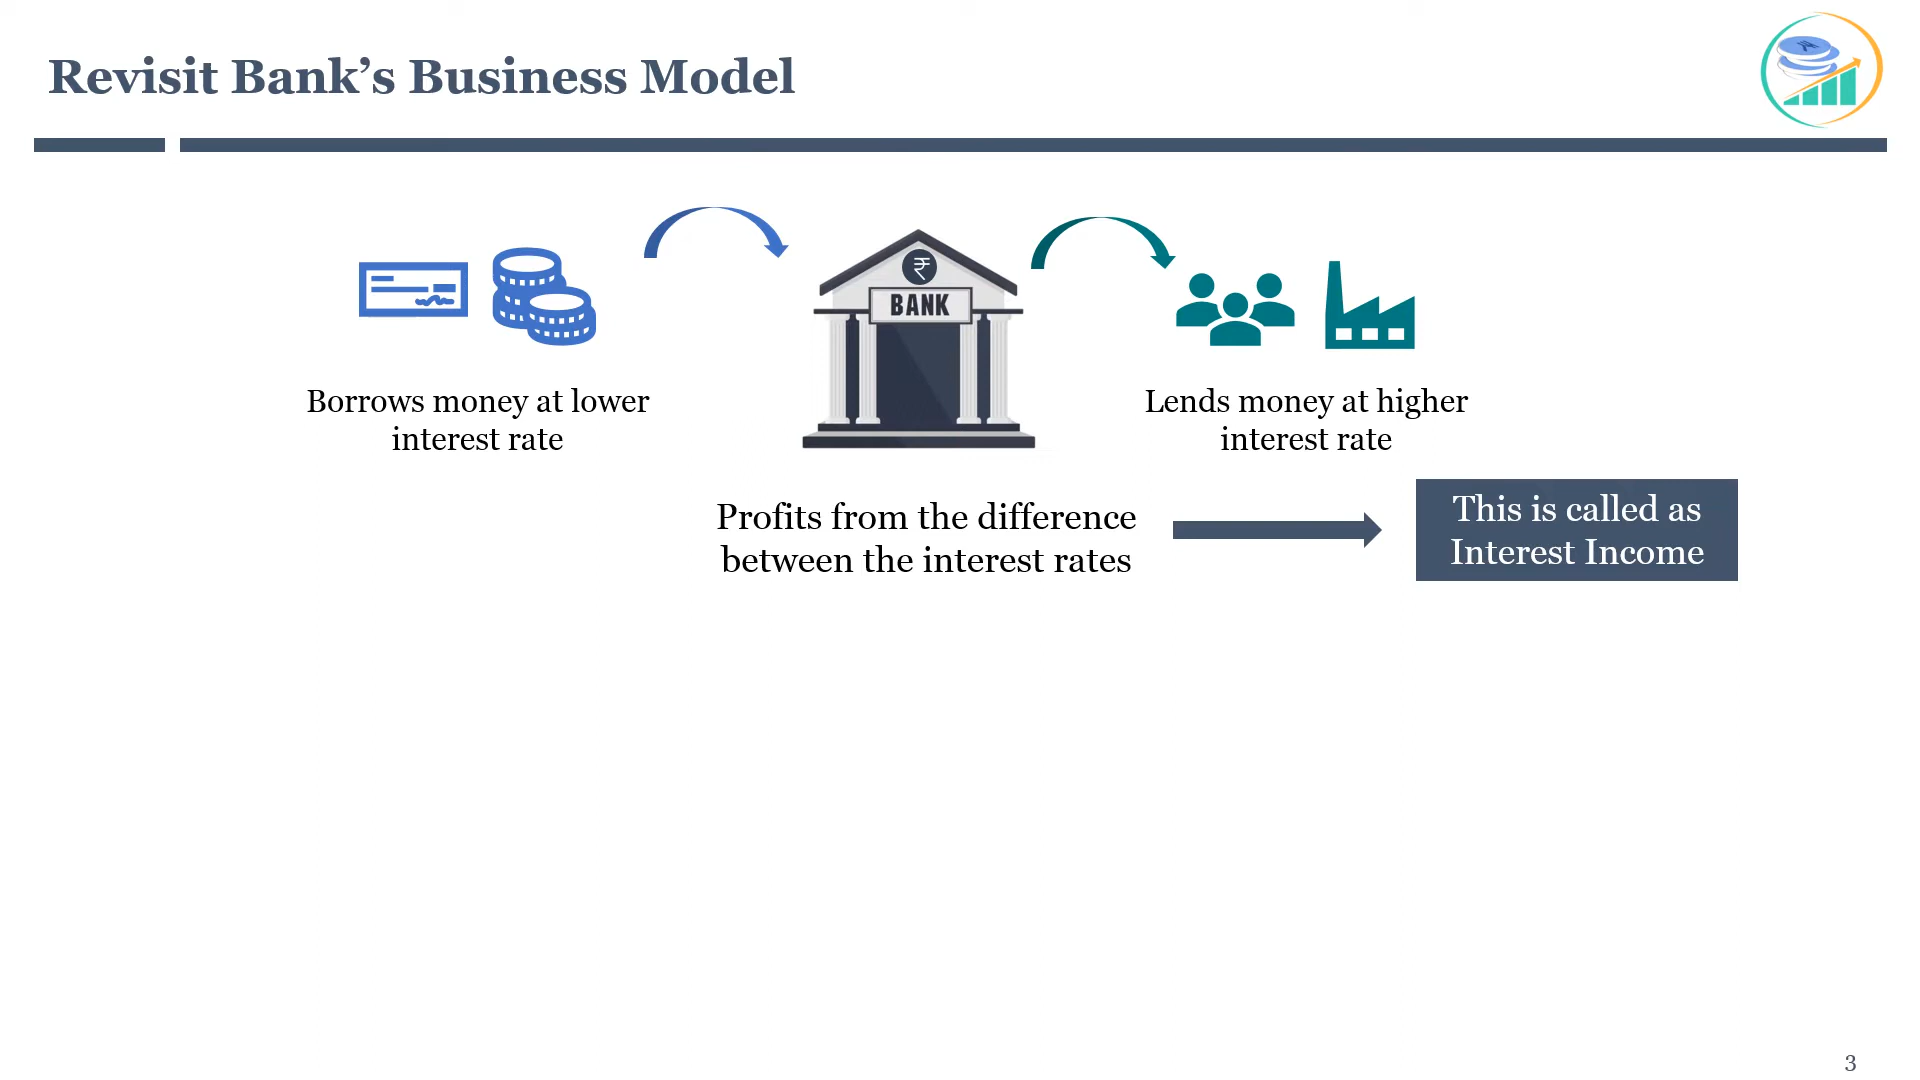 Revisit Bank’s Business Model
₹
BANK
Borrows money at lower
interest rate
Lends money at higher
interest rate
Profits from the difference
between the interest rates
This is called as
Interest Income
3